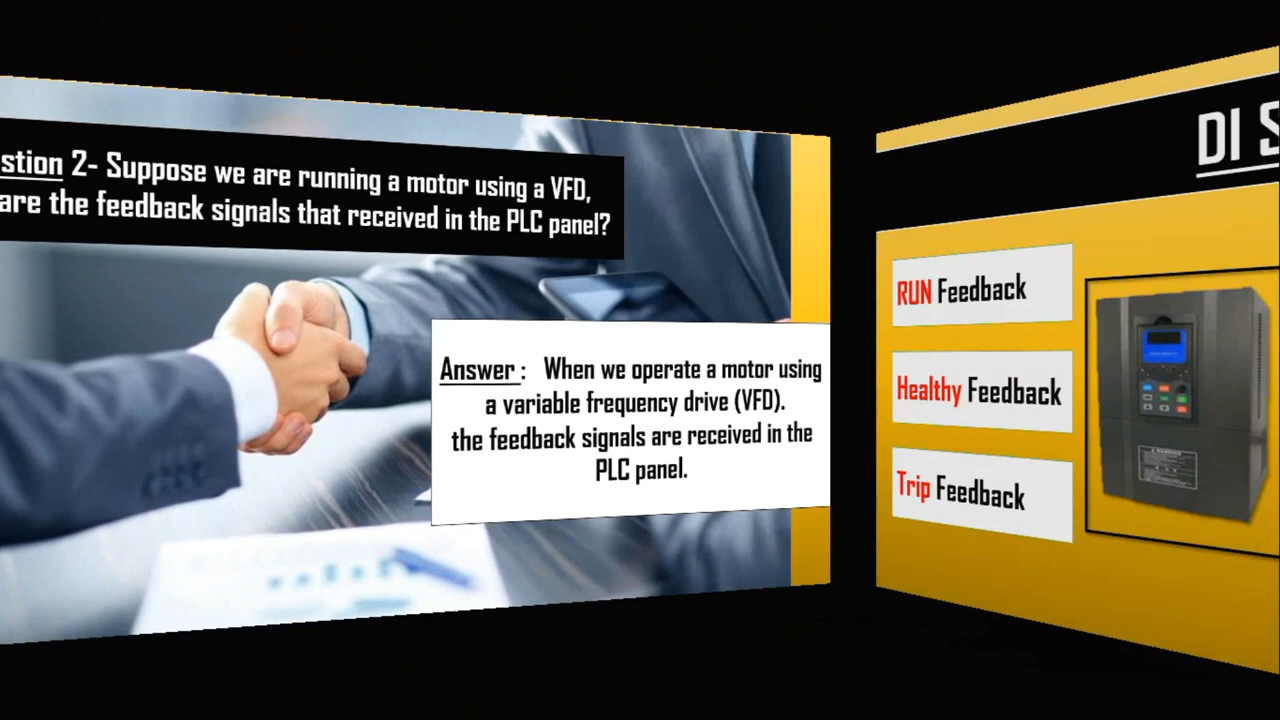 stion 2- Suppose we are running a motor using a VFD,
are the feedback signals that received in the PLC panel?
Answer : When we operate a motor using
a variable frequency drive (VFD).
the feedback signals are received in the
PLC panel.
DI S
RUN Feedback
Healthy Feedback
Trip Feedback